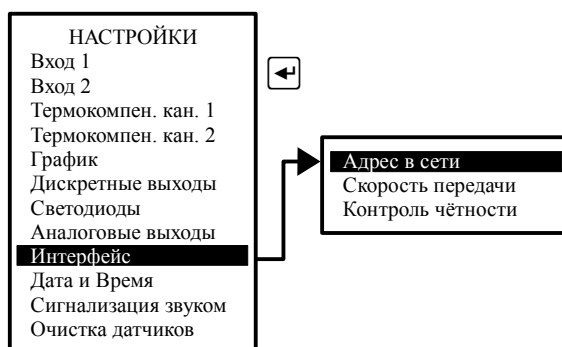 НАСТРОЙКИ
Вход 1
Вход 2
Термокомпен. кан. 1
Термокомпен. кан. 2
График
Дискретные выходы
Светодиоды
Аналоговые выходы
Интерфейс
Дата и Время
Сигнализация звуком
Очистка датчиков
Адрес в сети
Скорость передачи
Контроль чётности